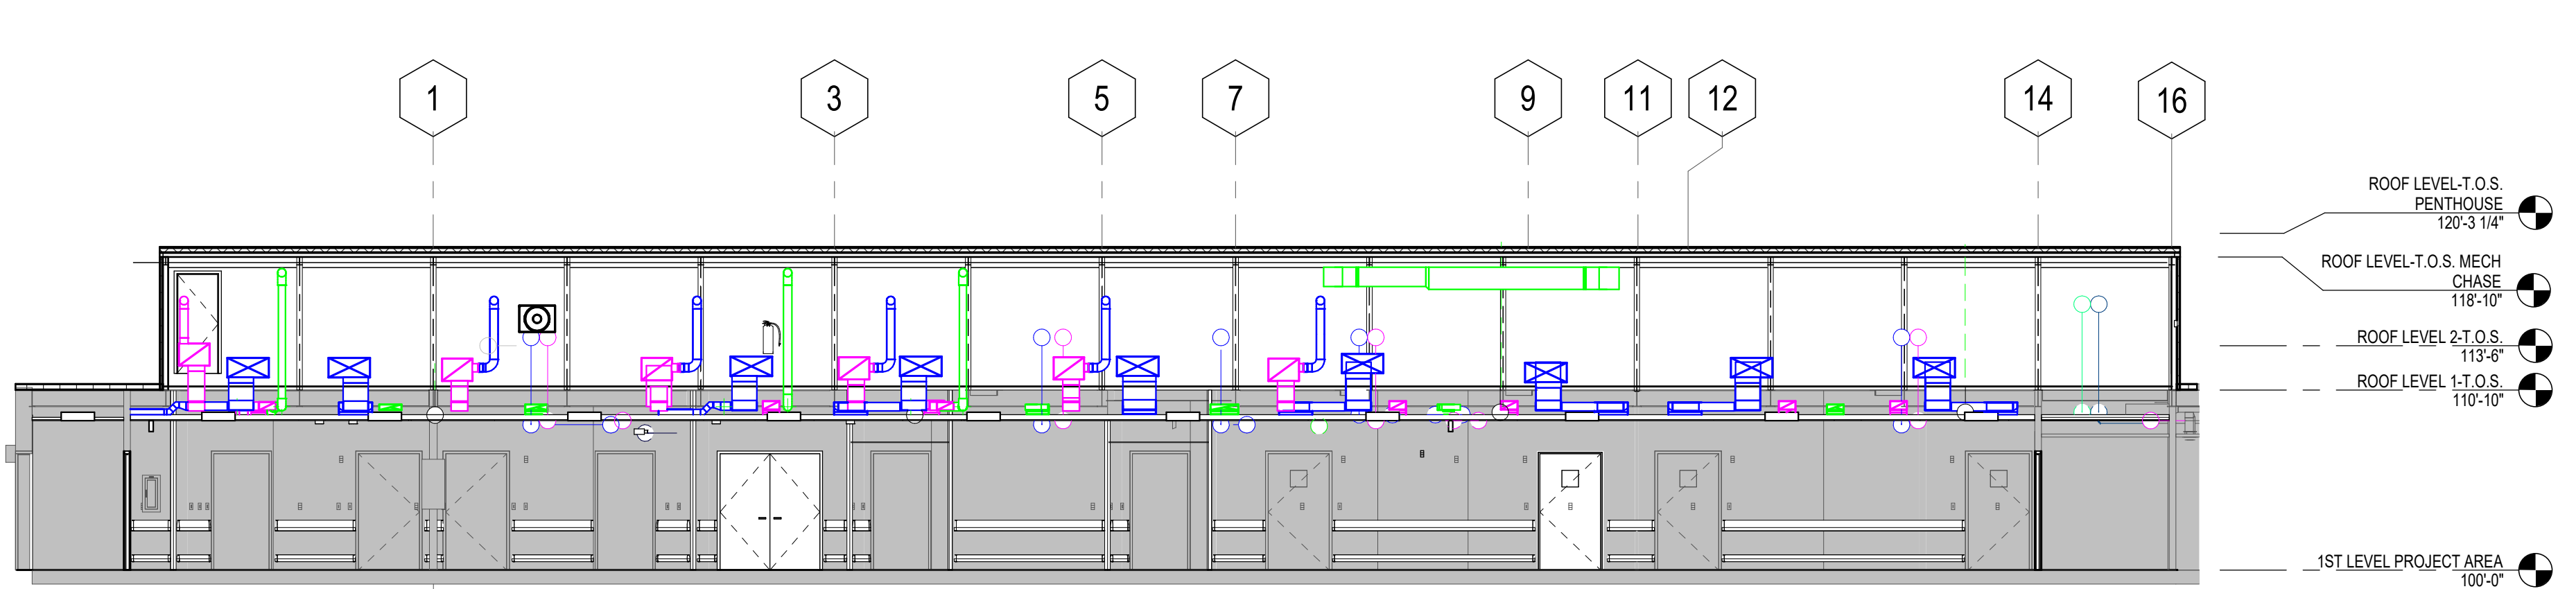 1
3
5
7
9
11
12
14
16
ROOF LEVEL-T.O.S.
PENTHOUSE
120'-3 1/4"
ROOF LEVEL-T.O.S. MECH
CHASE
118'-10"
ROOF LEVEL 2-T.O.S.
113'-6"
ROOF LEVEL 1-T.O.S.
110'-10"
1ST LEVEL PROJECT AREA
100'-0"